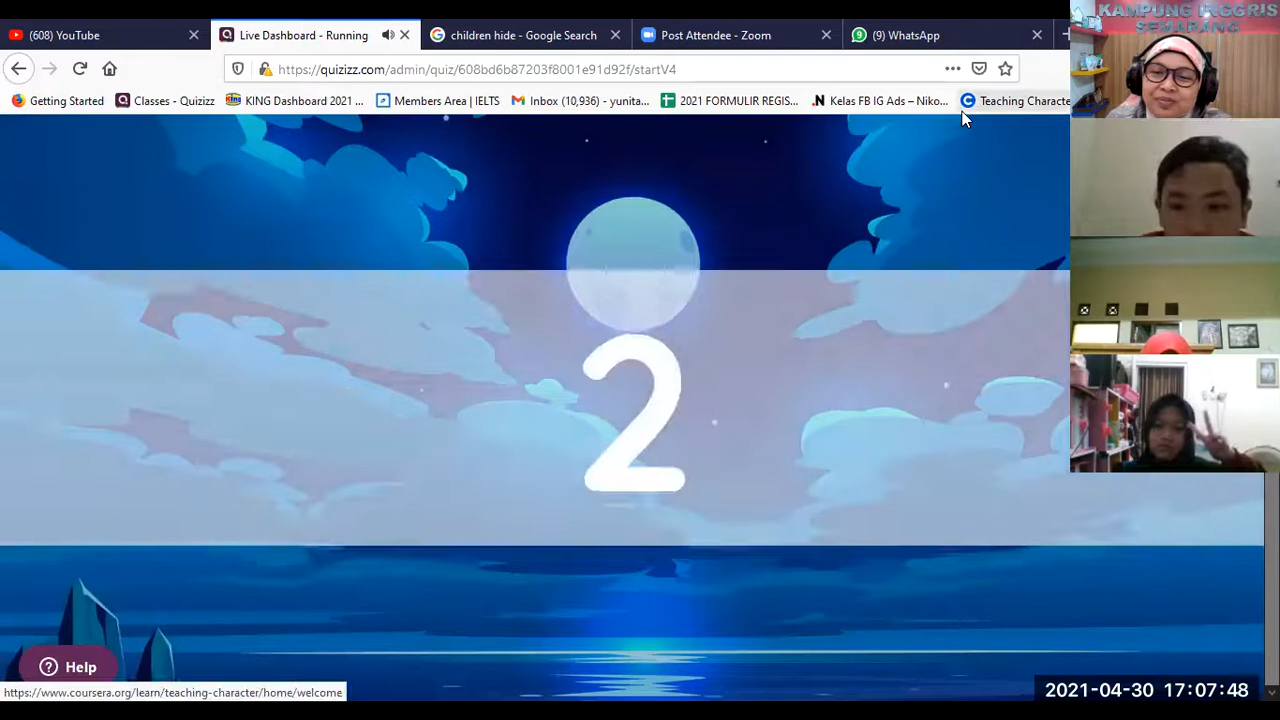 (608) YouTube
Live Dashboard - Running
children hide - Google Search
Post Attendee - Zoom
(9) WhatsApp
https://quizizz.com/admin/quiz/608bd6b87203f8001e91d92f/startV4
Getting Started
Classes - Quizizz
KING Dashboard 2021 ...
Members Area | IELTS
Inbox (10,936) - yunita...
2021 FORMULIR REGIS...
Kelas FB IG Ads – Niko...
Teaching Characte
KAMPUNG INGGRIS
SEMARANG
2
Help
https://www.coursera.org/learn/teaching-character/home/welcome
2021-04-30 17:07:48